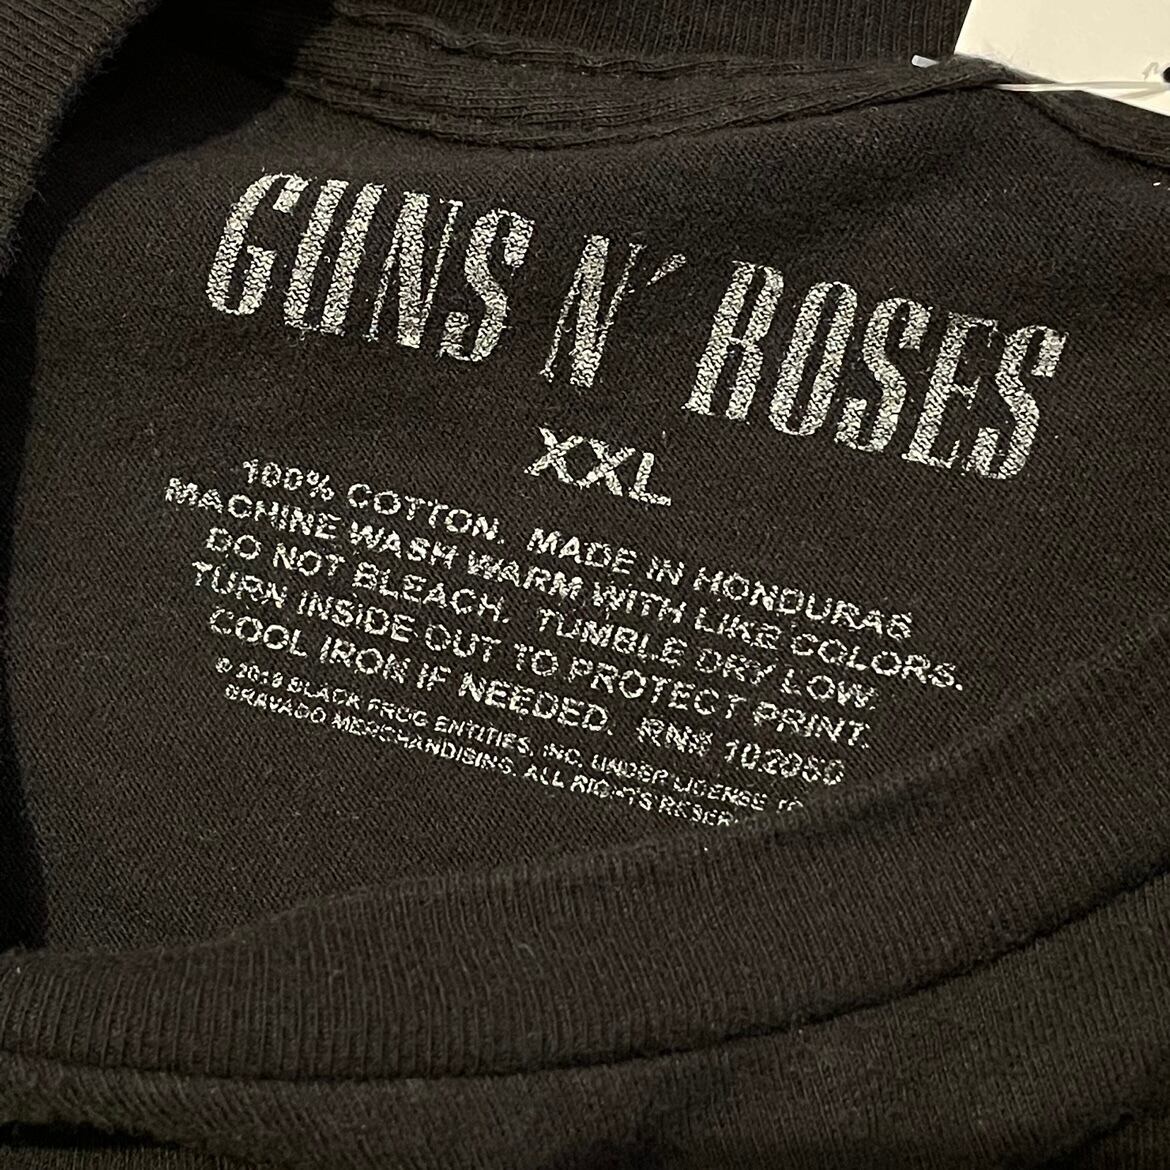 GUNS N' ROSES
XXL
100% COTTON. MADE IN HONDURAS
MACHINE WASH WARM WITH LIKE COLORS.
DO NOT BLEACH. TUMBLE DRY LOW.
TURN INSIDE OUT TO PROTECT PRINT.
COOL IRON IF NEEDED. RN#
BLACK FROG ENTITIES, INC. UNDER LICENSE TO
BRAVADO MERCHANDISING. ALL RIGHTS